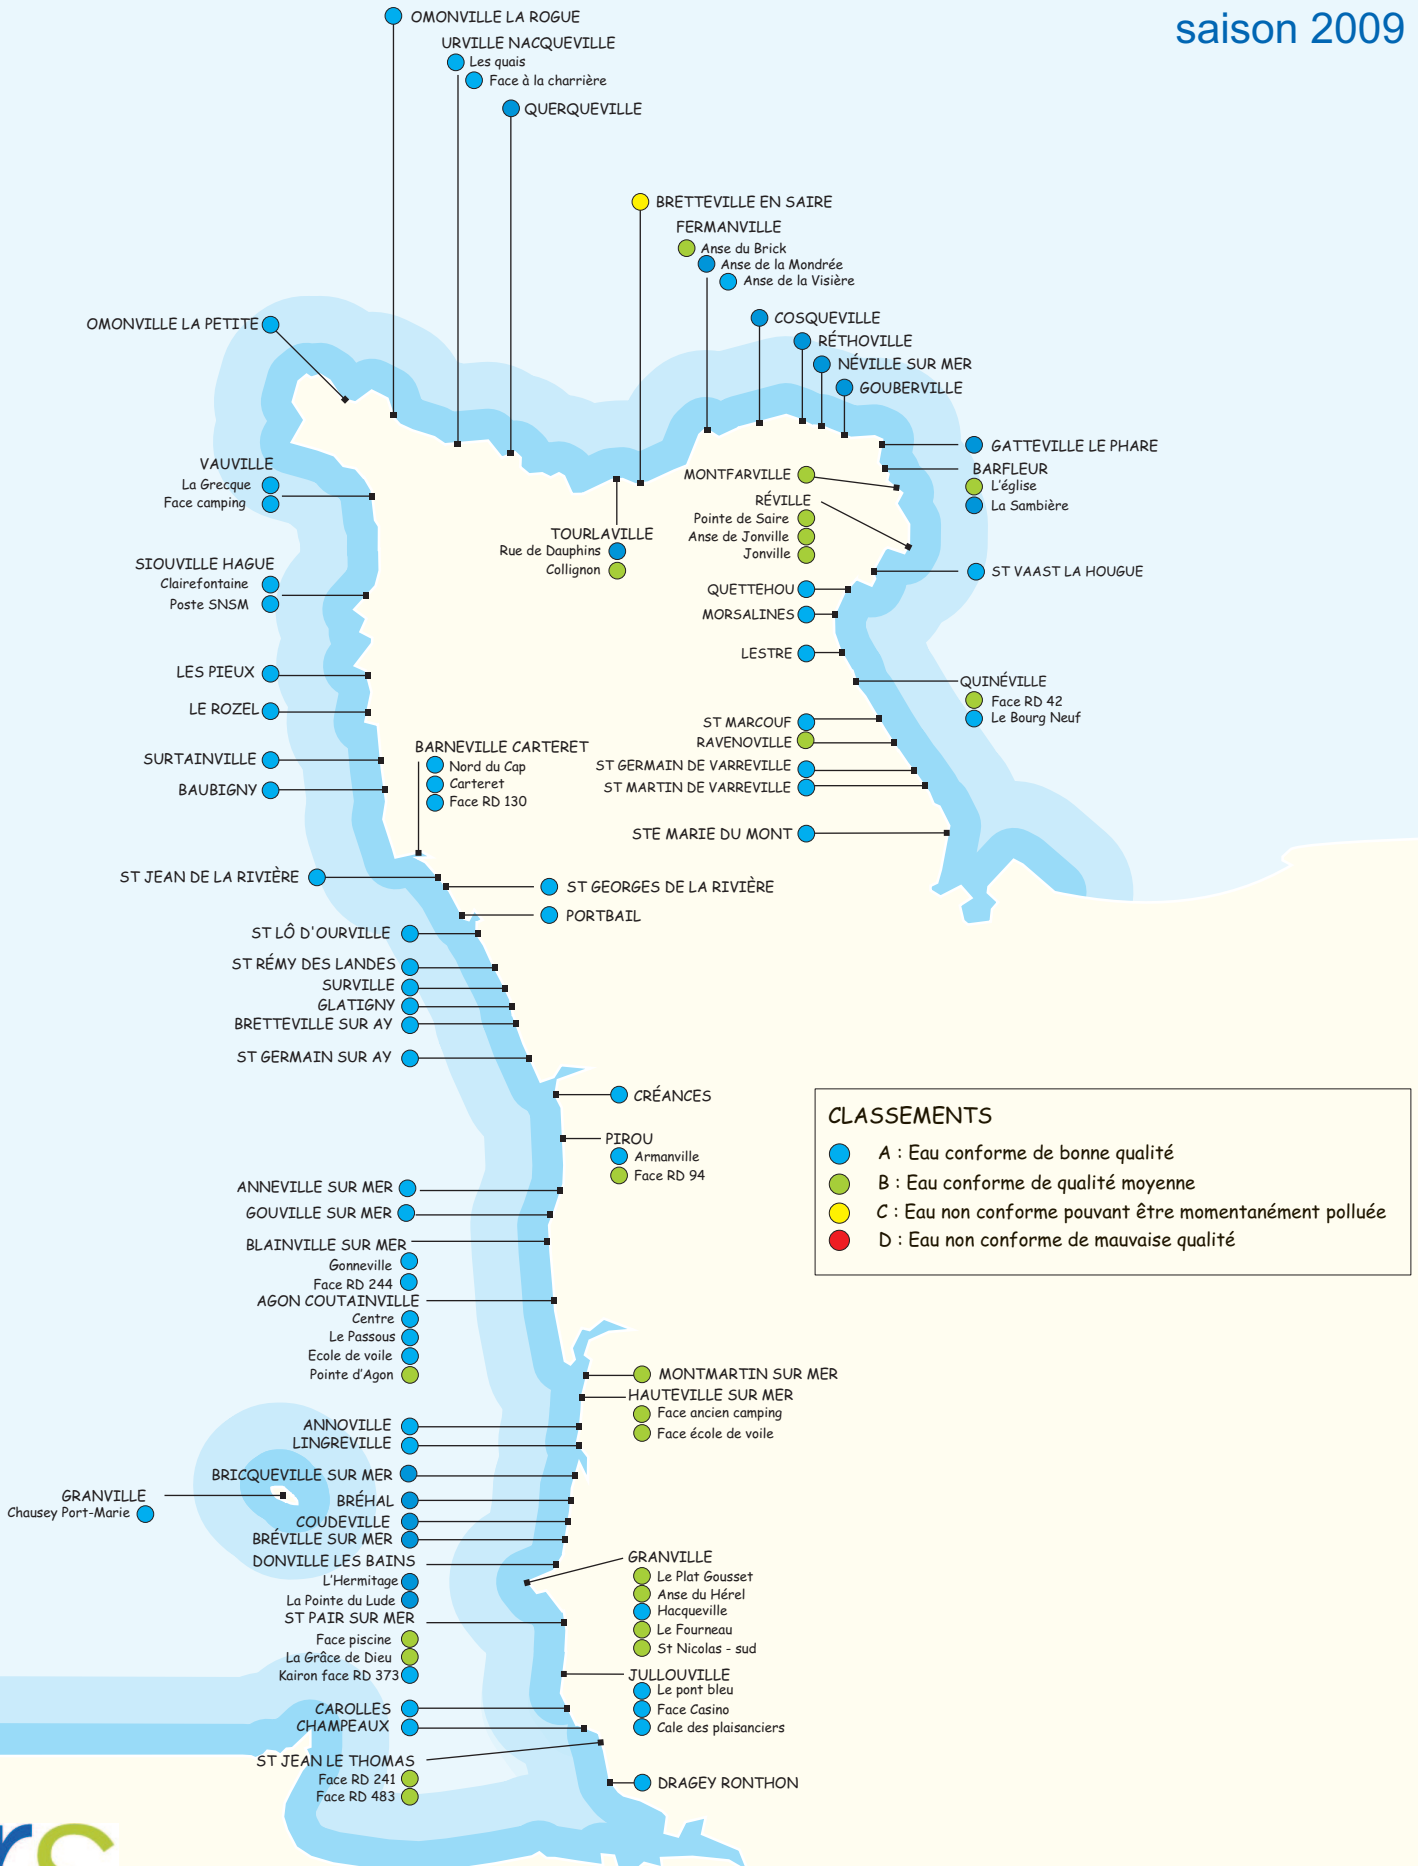 saison 2009
OMONVILLE LA ROGUE
URVILLE NACQUEVILLE
Les quais
Face à la charrière
QUERQUEVILLE
BRETTEVILLE EN SAIRE
FERMANVILLE
Anse du Brick
Anse de la Mondrée
Anse de la Visière
COSQUEVILLE
RÉTHOVILLE
NÉVILLE SUR MER
GOUBERVILLE
OMONVILLE LA PETITE
GATTEVILLE LE PHARE
BARFLEUR
L'église
La Sambière
MONTFARVILLE
RÉVILLE
Pointe de Saire
Anse de Jonville
Jonville
VAUVILLE
La Grecque
Face camping
TOURLAVILLE
Rue de Dauphins
Collignon
ST VAAST LA HOUGUE
QUETTEHOU
MORSALINES
SIOUVILLE HAGUE
Clairefontaine
Poste SNSM
LESTRE
LES PIEUX
QUINÉVILLE
Face RD 42
Le Bourg Neuf
LE ROZEL
ST MARCOUF
RAVENOVILLE
SURTAINVILLE
BARNEVILLE CARTERET
Nord du Cap
Carteret
Face RD 130
ST GERMAIN DE VARREVILLE
ST MARTIN DE VARREVILLE
BAUBIGNY
STE MARIE DU MONT
ST JEAN DE LA RIVIÈRE
ST GEORGES DE LA RIVIÈRE
PORTBAIL
ST LÔ D'OURVILLE
ST RÉMY DES LANDES
SURVILLE
GLATIGNY
BRETTEVILLE SUR AY
ST GERMAIN SUR AY
CRÉANCES
PIROU
Armanville
Face RD 94
CLASSEMENTS
A : Eau conforme de bonne qualité
B : Eau conforme de qualité moyenne
C : Eau non conforme pouvant être momentanément polluée
D : Eau non conforme de mauvaise qualité
ANNEVILLE SUR MER
GOUVILLE SUR MER
BLAINVILLE SUR MER
Gonneville
Face RD 244
AGON COUTAINVILLE
Centre
Le Passous
Ecole de voile
Pointe d'Agon
MONTMARTIN SUR MER
HAUTEVILLE SUR MER
Face ancien camping
Face école de voile
ANNOVILLE
LINGREVILLE
BRICQUEVILLE SUR MER
GRANVILLE
Chausey Port-Marie
BRÉHAL
COUDEVILLE
BRÉVILLE SUR MER
DONVILLE LES BAINS
L'Hermitage
La Pointe du Lude
GRANVILLE
Le Plat Gousset
Anse du Hérel
Hacqueville
Le Fourneau
St Nicolas - sud
ST PAIR SUR MER
Face piscine
La Grâce de Dieu
Kairon face RD 373
JULLOUVILLE
Le pont bleu
Face Casino
Cale des plaisanciers
CAROLLES
CHAMPEAUX
ST JEAN LE THOMAS
Face RD 241
Face RD 483
DRAGEY RONTHON